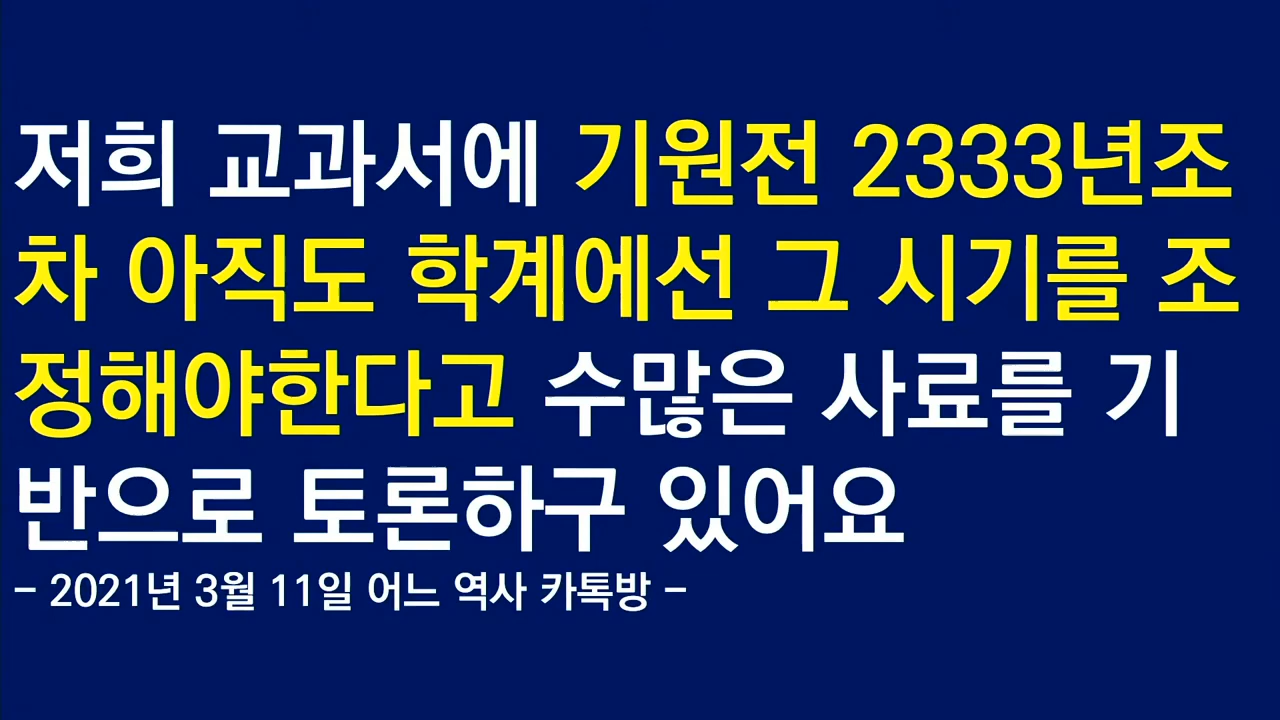 저희 교과서에 기원전 2333년조
차 아직도 학계에선 그 시기를 조
정해야한다고 수많은 사료를 기
반으로 토론하구 있어요
- 2021년 3월 11일 어느 역사 카톡방 -